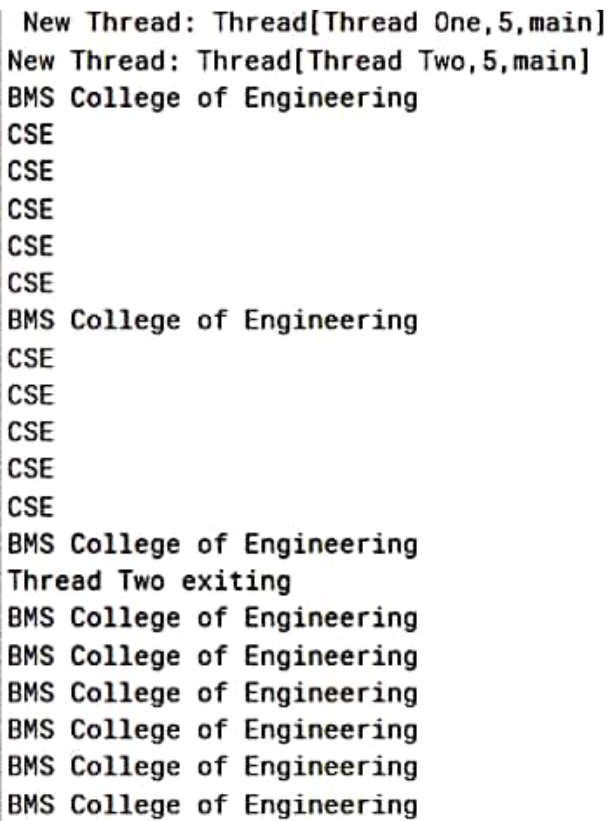 New Thread: Thread[Thread One,5,main]
New Thread: Thread[Thread Two,5,main]
BMS College of Engineering
CSE
CSE
CSE
CSE
CSE
BMS College of Engineering
CSE
CSE
CSE
CSE
CSE
BMS College of Engineering
Thread Two exiting
BMS College of Engineering
BMS College of Engineering
BMS College of Engineering
BMS College of Engineering
BMS College of Engineering
BMS College of Engineering